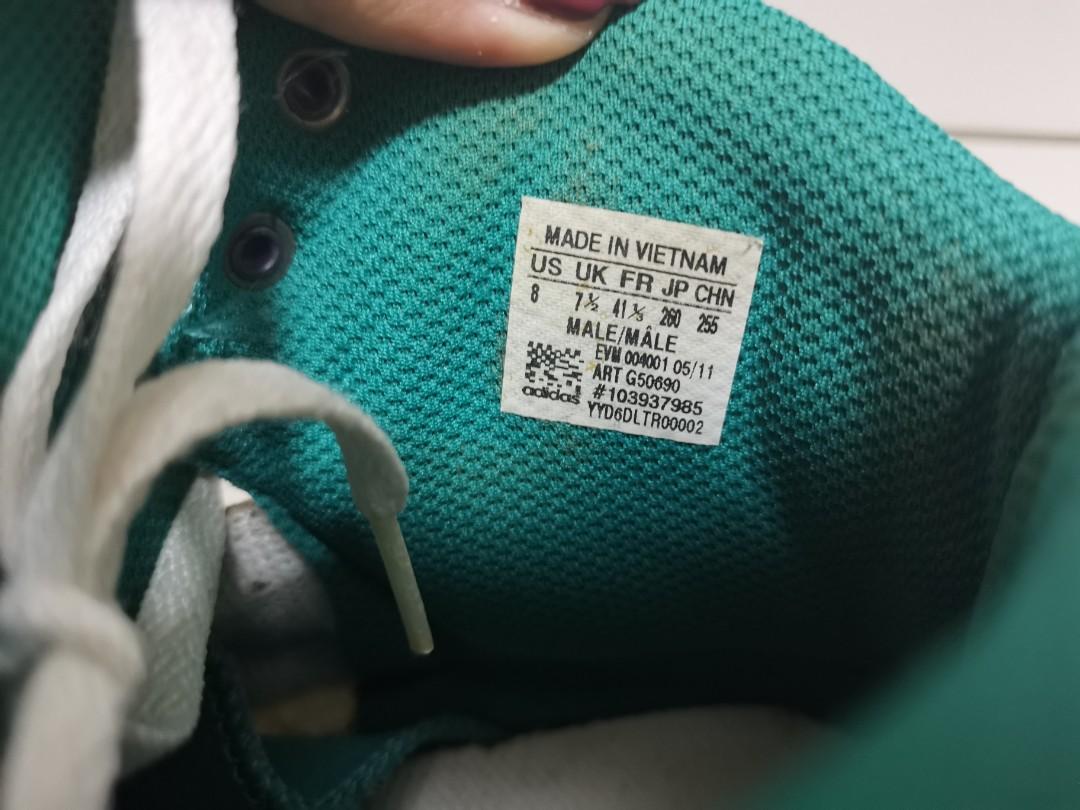 MADE IN VIETNAM
US UK FR JP CHN
8 7½ 41⅓ 260 255
MALE/MÂLE
EVM 004001 05/11
ART G50690
#103937985
adidas YYD6DLTR00002